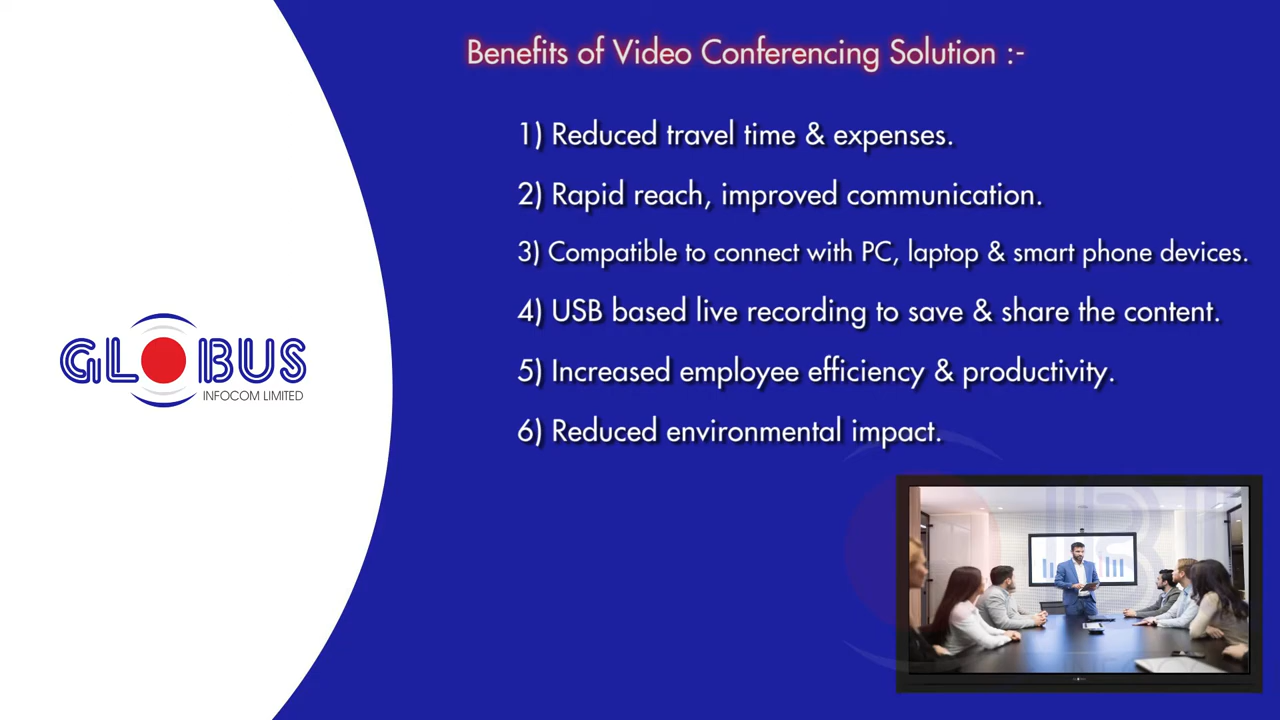 Benefits of Video Conferencing Solution :-
1) Reduced travel time & expenses.
2) Rapid reach, improved communication.
3) Compatible to connect with PC, laptop & smart phone devices.
4) USB based live recording to save & share the content.
5) Increased employee efficiency & productivity.
6) Reduced environmental impact.
GLOBUS
INFOCOM LIMITED